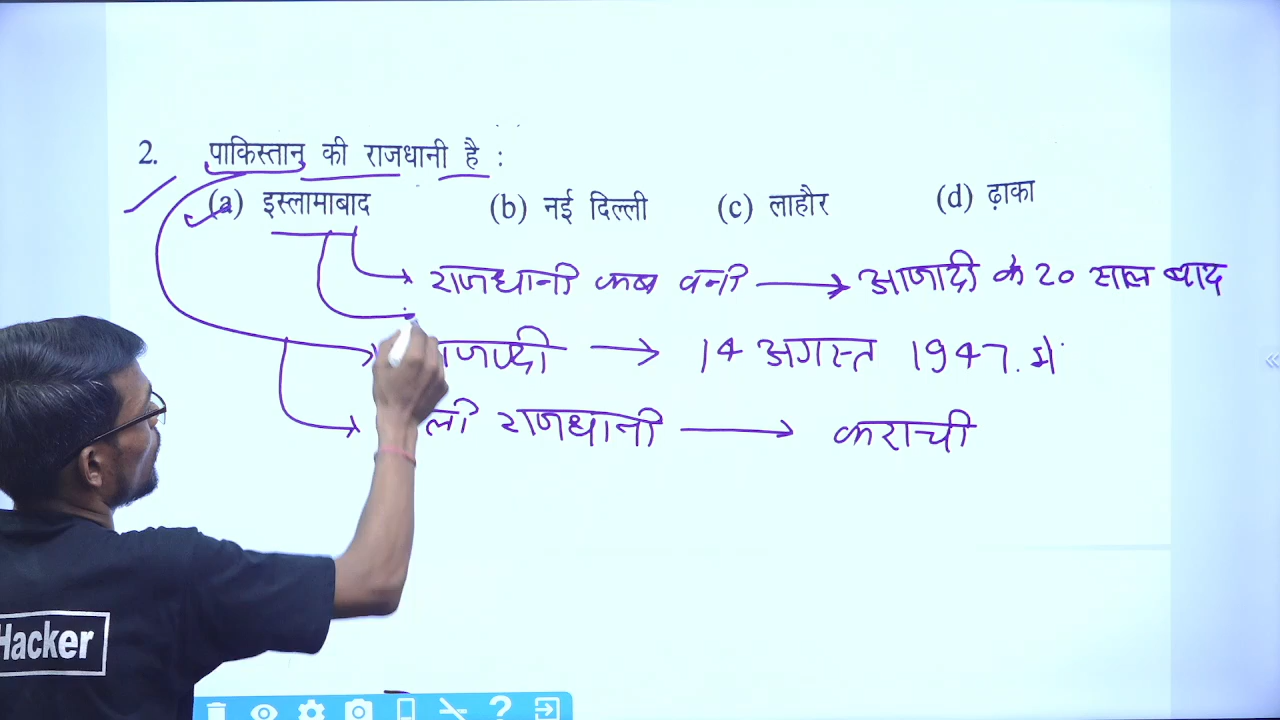 2. पाकिस्तान की राजधानी है :
(a) इस्लामाबाद (b) नई दिल्ली (c) लाहौर (d) ढ़ाका
राजधानी कब बनी → आजादी के 20 साल बाद
→ 14 अगस्त 1947 में
राजधानी → कराची
Hacker